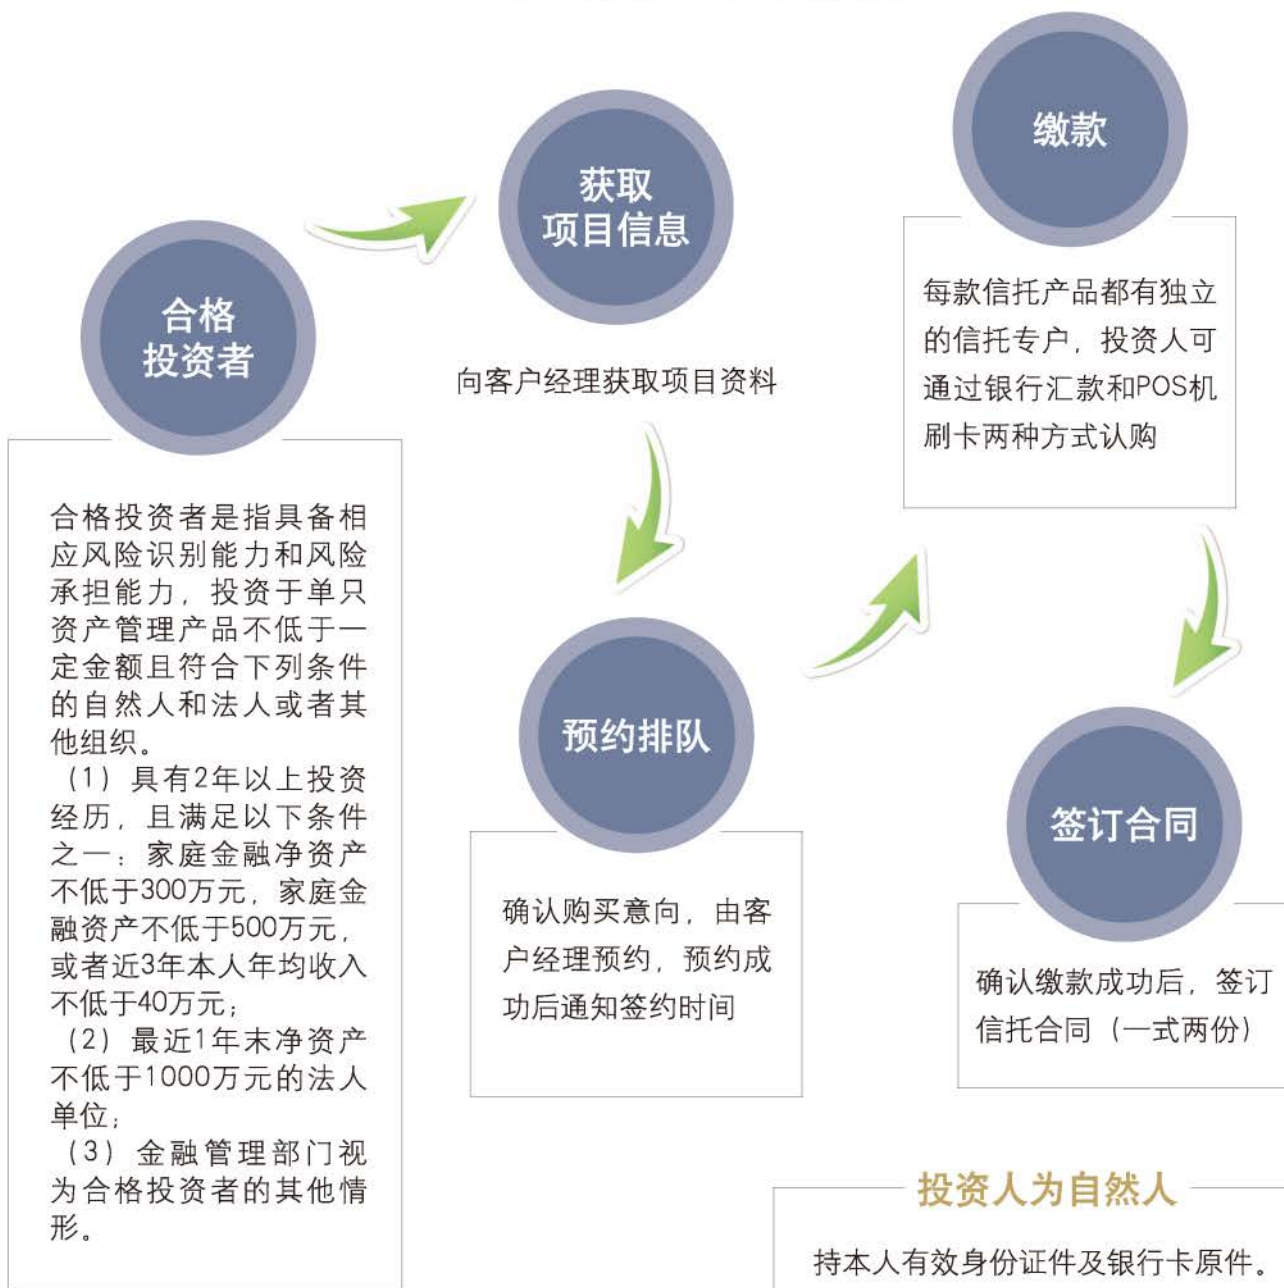 合格
投资者
合格投资者是指具备相
应风险识别能力和风险
承担能力，投资于单只
资产管理产品不低于一
定金额且符合下列条件
的自然人和法人或者其
他组织。
（1）具有2年以上投资
经历，且满足以下条件
之一：家庭金融净资产
不低于300万元，家庭金
融资产不低于500万元，
或者近3年本人年均收入
不低于40万元；
（2）最近1年末净资产
不低于1000万元的法人
单位；
（3）金融管理部门视
为合格投资者的其他情
形。
获取
项目信息
向客户经理获取项目资料
预约排队
确认购买意向，由客
户经理预约，预约成
功后通知签约时间
缴款
每款信托产品都有独立
的信托专户，投资人可
通过银行汇款和POS机
刷卡两种方式认购
签订合同
确认缴款成功后，签订
信托合同（一式两份）
投资人为自然人
持本人有效身份证件及银行卡原件。